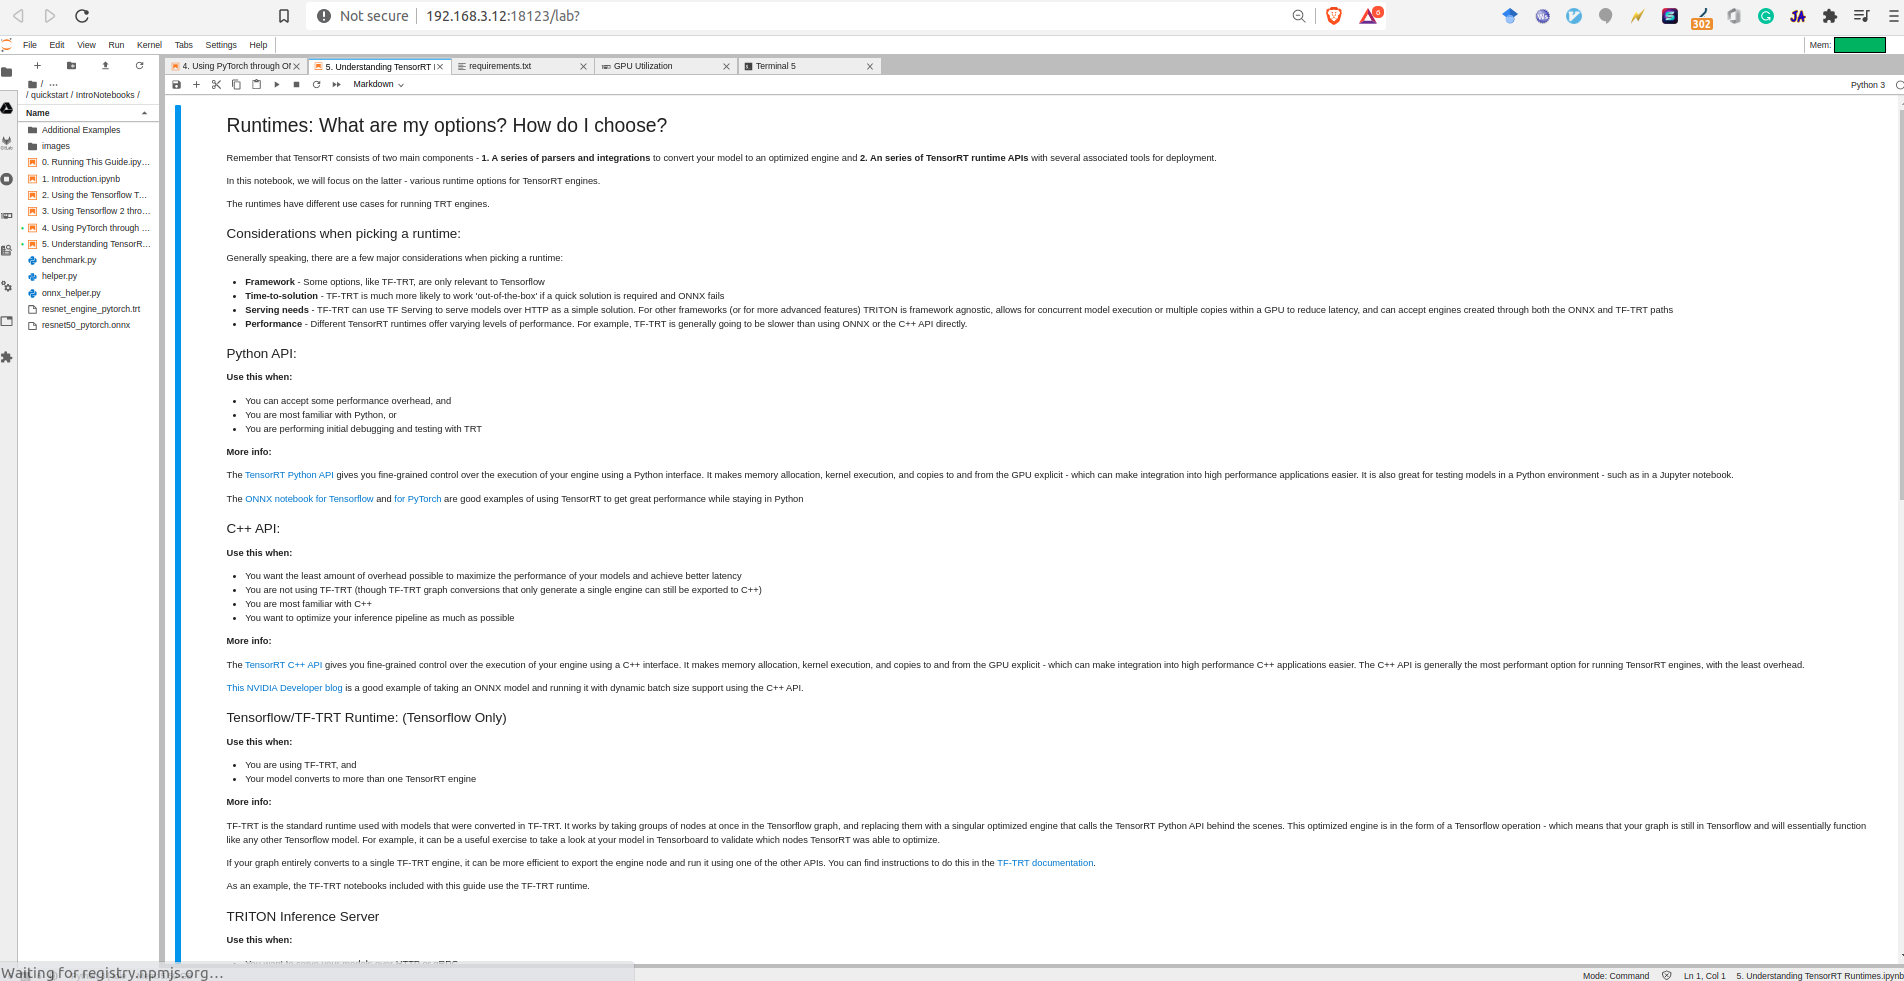 Not secure 192.168.3.12:18123/lab?
6
302
JA
File Edit View Run Kernel Tabs Settings Help
Mem:
4. Using PyTorch through O
5. Understanding TensorRT
requirements.txt
GPU Utilization
Terminal 5
Markdown
Python 3
/ ...
/ quickstart / IntroNotebooks /
Name
Additional Examples
images
0. Running This Guide.ipy...
1. Introduction.ipynb
2. Using the Tensorflow T...
3. Using Tensorflow 2 thro...
4. Using PyTorch through ...
5. Understanding TensorR...
benchmark.py
helper.py
onnx_helper.py
resnet_engine_pytorch.trt
resnet50_pytorch.onnx
Runtimes: What are my options? How do I choose?
Remember that TensorRT consists of two main components - 1. A series of parsers and integrations to convert your model to an optimized engine and 2. An series of TensorRT runtime APIs with several associated tools for deployment.
In this notebook, we will focus on the latter - various runtime options for TensorRT engines.
The runtimes have different use cases for running TRT engines.
Considerations when picking a runtime:
Generally speaking, there are a few major considerations when picking a runtime:
• Framework - Some options, like TF-TRT, are only relevant to Tensorflow
• Time-to-solution - TF-TRT is much more likely to work 'out-of-the-box' if a quick solution is required and ONNX fails
• Serving needs - TF-TRT can use TF Serving to serve models over HTTP as a simple solution. For other frameworks (or for more advanced features) TRITON is framework agnostic, allows for concurrent model execution or multiple copies within a GPU to reduce latency, and can accept engines created through both the ONNX and TF-TRT paths
• Performance - Different TensorRT runtimes offer varying levels of performance. For example, TF-TRT is generally going to be slower than using ONNX or the C++ API directly.
Python API:
Use this when:
• You can accept some performance overhead, and
• You are most familiar with Python, or
• You are performing initial debugging and testing with TRT
More info:
The TensorRT Python API gives you fine-grained control over the execution of your engine using a Python interface. It makes memory allocation, kernel execution, and copies to and from the GPU explicit - which can make integration into high performance applications easier. It is also great for testing models in a Python environment - such as in a Jupyter notebook.
The ONNX notebook for Tensorflow and for PyTorch are good examples of using TensorRT to get great performance while staying in Python
C++ API:
Use this when:
• You want the least amount of overhead possible to maximize the performance of your models and achieve better latency
• You are not using TF-TRT (though TF-TRT graph conversions that only generate a single engine can still be exported to C++)
• You are most familiar with C++
• You want to optimize your inference pipeline as much as possible
More info:
The TensorRT C++ API gives you fine-grained control over the execution of your engine using a C++ interface. It makes memory allocation, kernel execution, and copies to and from the GPU explicit - which can make integration into high performance C++ applications easier. The C++ API is generally the most performant option for running TensorRT engines, with the least overhead.
This NVIDIA Developer blog is a good example of taking an ONNX model and running it with dynamic batch size support using the C++ API.
Tensorflow/TF-TRT Runtime: (Tensorflow Only)
Use this when:
• You are using TF-TRT, and
• Your model converts to more than one TensorRT engine
More info:
TF-TRT is the standard runtime used with models that were converted in TF-TRT. It works by taking groups of nodes at once in the Tensorflow graph, and replacing them with a singular optimized engine that calls the TensorRT Python API behind the scenes. This optimized engine is in the form of a Tensorflow operation - which means that your graph is still in Tensorflow and will essentially function
like any other Tensorflow model. For example, it can be a useful exercise to take a look at your model in Tensorboard to validate which nodes TensorRT was able to optimize.
If your graph entirely converts to a single TF-TRT engine, it can be more efficient to export the engine node and run it using one of the other APIs. You can find instructions to do this in the TF-TRT documentation.
As an example, the TF-TRT notebooks included with this guide use the TF-TRT runtime.
TRITON Inference Server
Use this when:
Waiting for registry.npmjs.org...
Mode: Command
Ln 1, Col 1
5. Understanding TensorRT Runtimes.ipynb